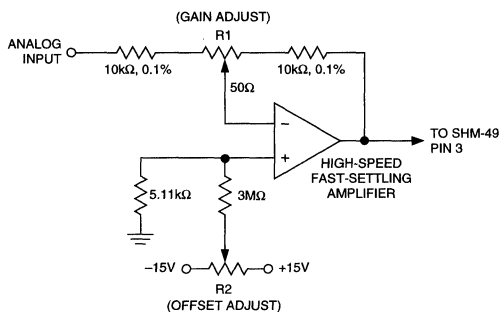 (GAIN ADJUST)
R1
ANALOG
INPUT
10kΩ, 0.1%
10kΩ, 0.1%
50Ω
−
+
TO SHM-49
PIN 3
HIGH-SPEED
FAST-SETTLING
AMPLIFIER
5.11kΩ
3MΩ
−15V
+15V
R2
(OFFSET ADJUST)